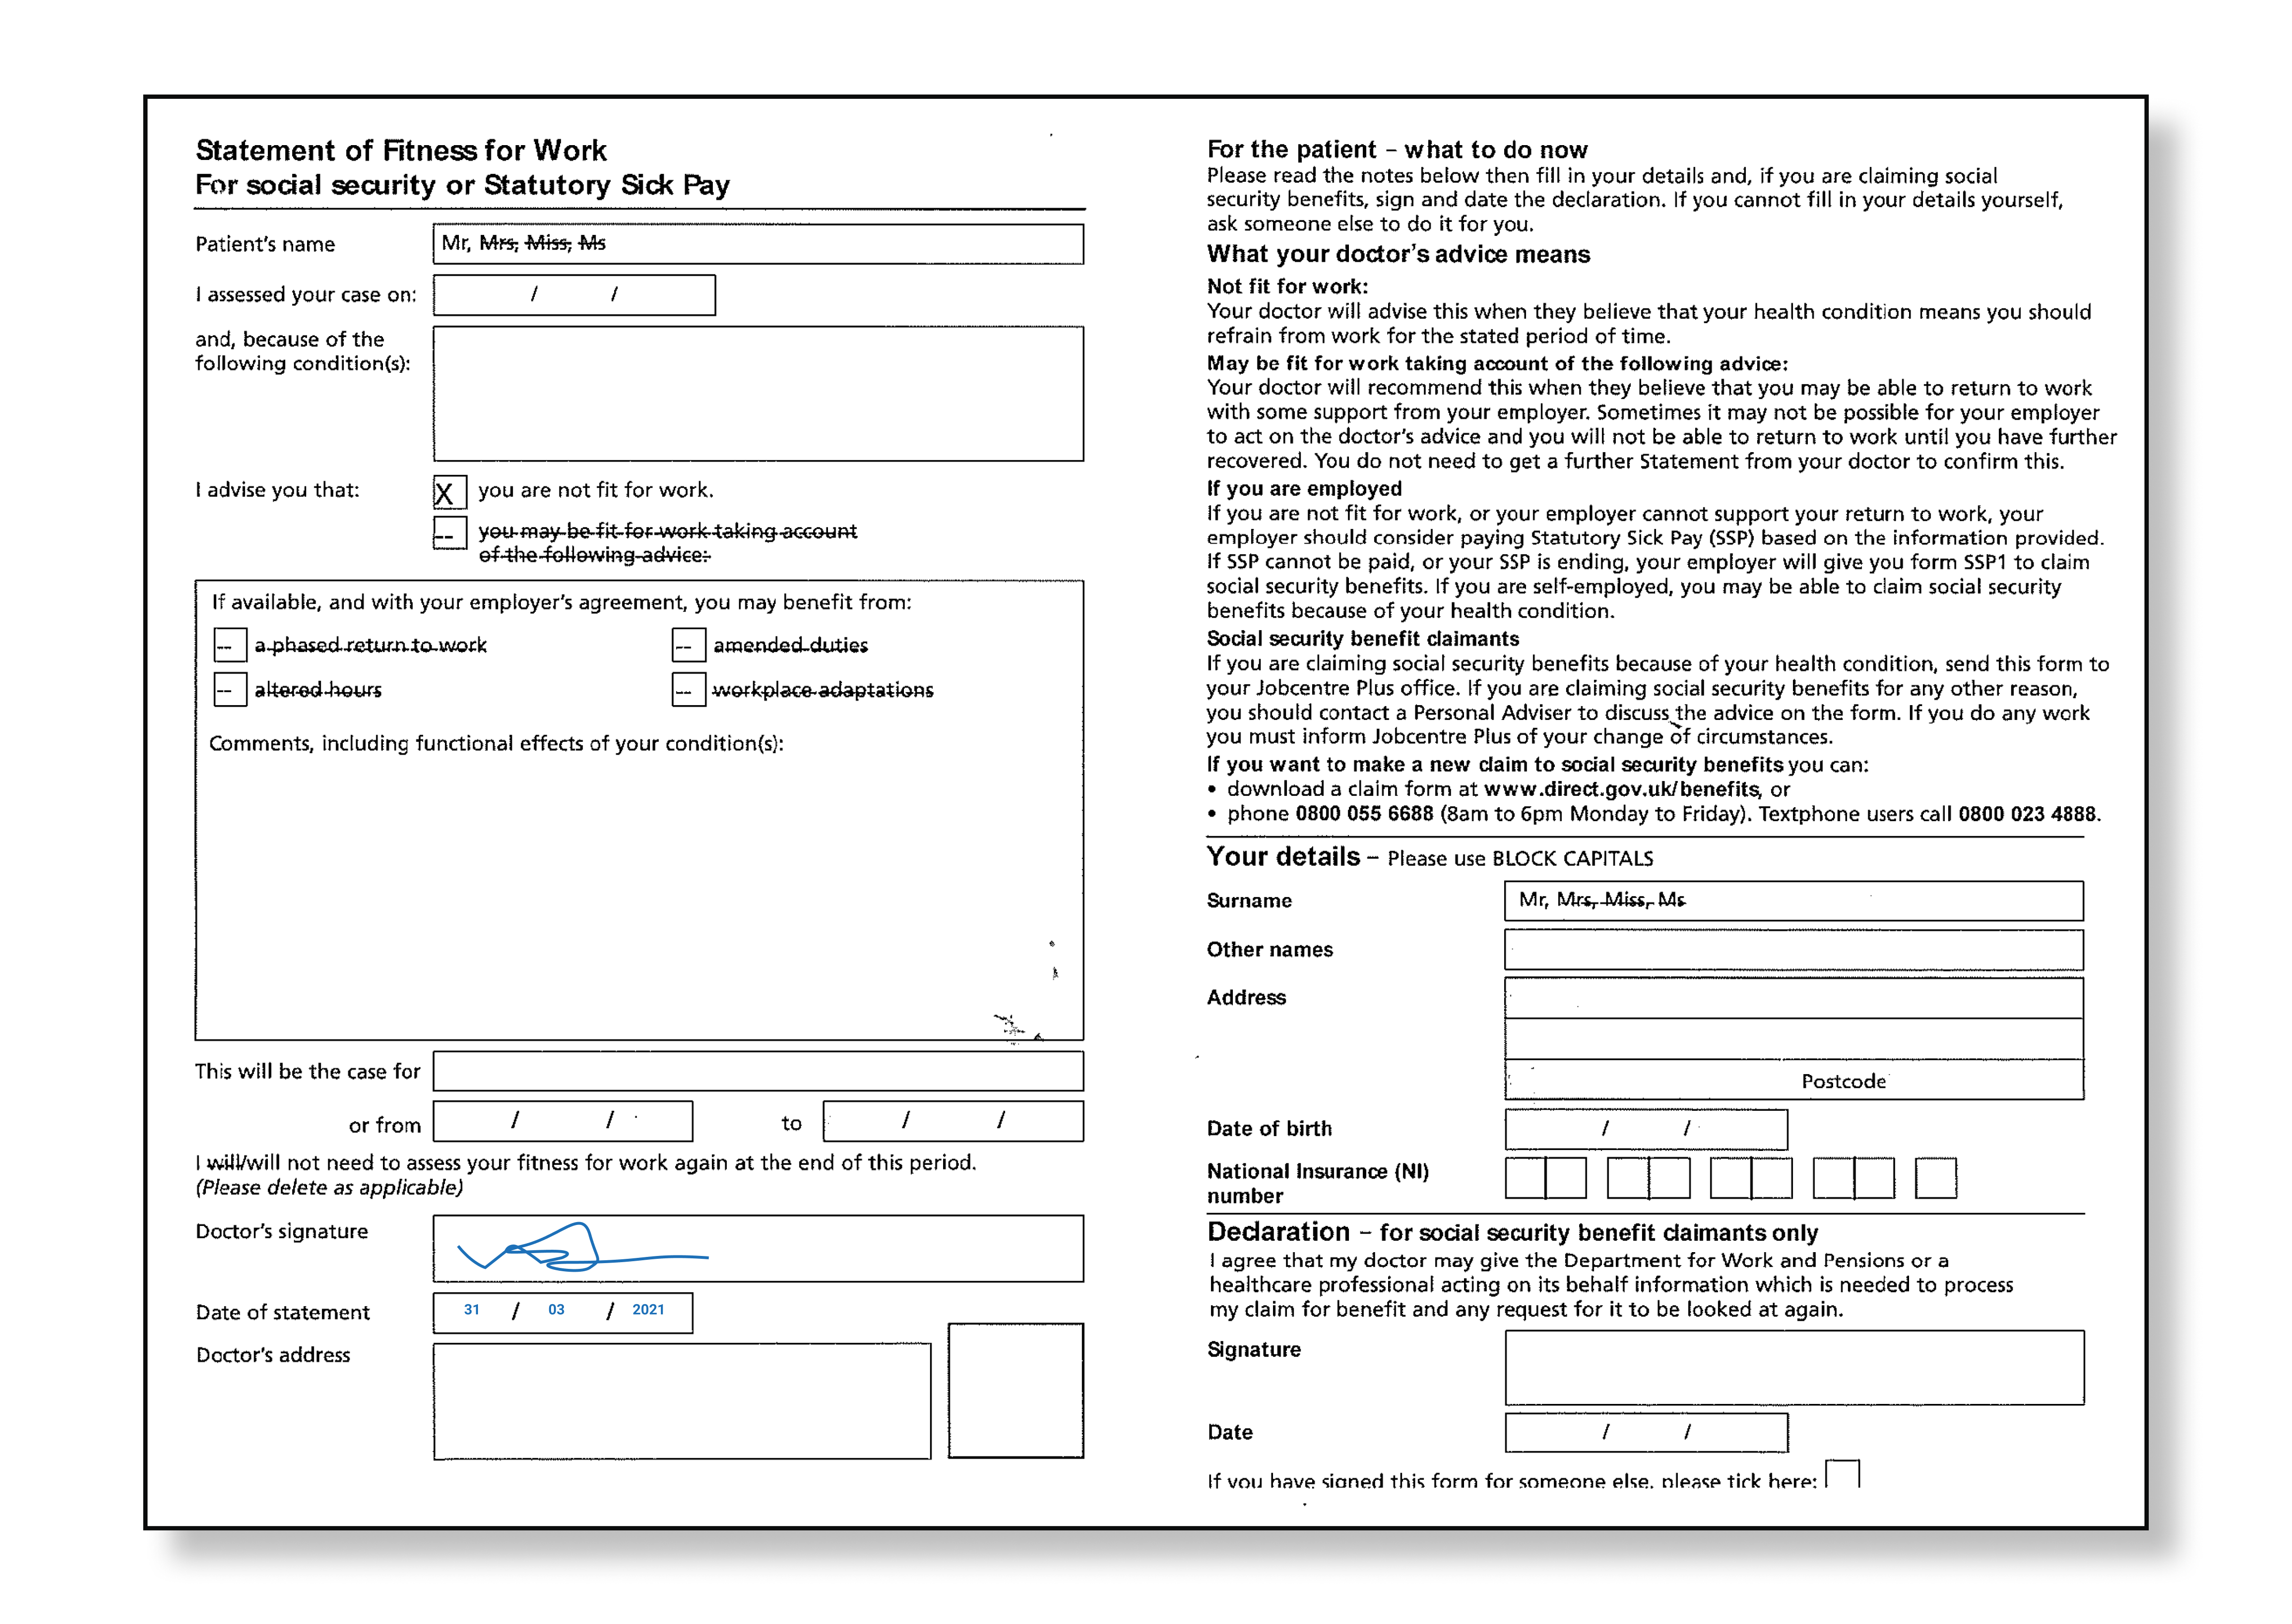 Statement of Fitness for Work
For social security or Statutory Sick Pay
Patient's name
Mr, Mrs, Miss, Ms
I assessed your case on:
/ /
and, because of the
following condition(s):
I advise you that:
X you are not fit for work.
-- you may be fit for work taking account
of the following advice:
If available, and with your employer's agreement, you may benefit from:
-- a phased return to work
-- amended duties
-- altered hours
-- workplace adaptations
Comments, including functional effects of your condition(s):
This will be the case for
or from / / to / /
I will/will not need to assess your fitness for work again at the end of this period.
(Please delete as applicable)
Doctor's signature
Date of statement
31 / 03 / 2021
Doctor's address
For the patient – what to do now
Please read the notes below then fill in your details and, if you are claiming social
security benefits, sign and date the declaration. If you cannot fill in your details yourself,
ask someone else to do it for you.
What your doctor's advice means
Not fit for work:
Your doctor will advise this when they believe that your health condition means you should
refrain from work for the stated period of time.
May be fit for work taking account of the following advice:
Your doctor will recommend this when they believe that you may be able to return to work
with some support from your employer. Sometimes it may not be possible for your employer
to act on the doctor's advice and you will not be able to return to work until you have further
recovered. You do not need to get a further Statement from your doctor to confirm this.
If you are employed
If you are not fit for work, or your employer cannot support your return to work, your
employer should consider paying Statutory Sick Pay (SSP) based on the information provided.
If SSP cannot be paid, or your SSP is ending, your employer will give you form SSP1 to claim
social security benefits. If you are self-employed, you may be able to claim social security
benefits because of your health condition.
Social security benefit claimants
If you are claiming social security benefits because of your health condition, send this form to
your Jobcentre Plus office. If you are claiming social security benefits for any other reason,
you should contact a Personal Adviser to discuss the advice on the form. If you do any work
you must inform Jobcentre Plus of your change of circumstances.
If you want to make a new claim to social security benefits you can:
• download a claim form at www.direct.gov.uk/benefits, or
• phone 0800 055 6688 (8am to 6pm Monday to Friday). Textphone users call 0800 023 4888.
Your details – Please use BLOCK CAPITALS
Surname
Mr, Mrs, Miss, Ms
Other names
Address
Postcode
Date of birth
/ /
National Insurance (NI)
number
Declaration – for social security benefit claimants only
I agree that my doctor may give the Department for Work and Pensions or a
healthcare professional acting on its behalf information which is needed to process
my claim for benefit and any request for it to be looked at again.
Signature
Date
/ /
If you have signed this form for someone else, please tick here: